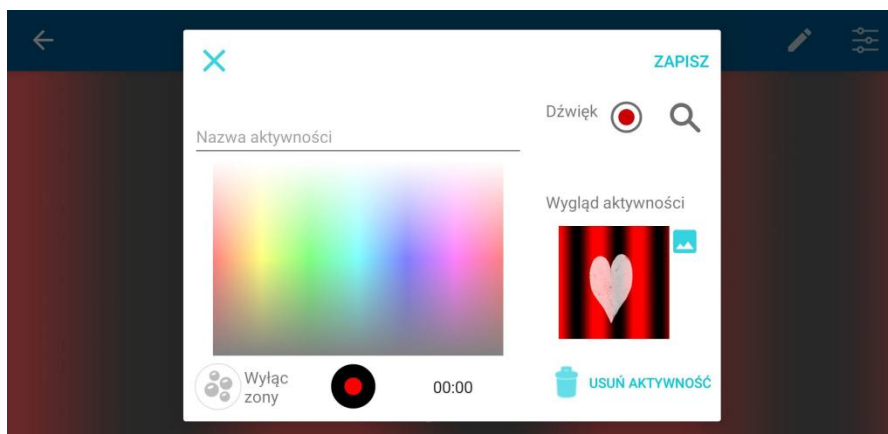 ZAPISZ
Dźwięk
Nazwa aktywności
Wygląd aktywności
Wyłąc
zony
00:00
USUŃ AKTYWNOŚĆ